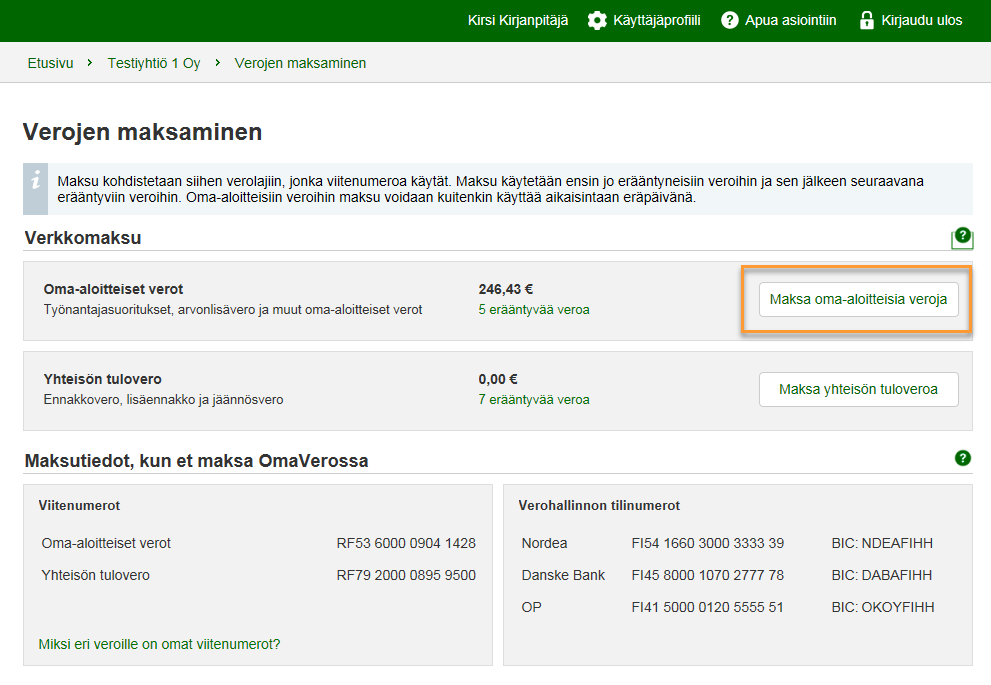 Kirsi Kirjanpitäjä Käyttäjäprofiili ? Apua asiointiin Kirjaudu ulos
Etusivu > Testiyhtiö 1 Oy > Verojen maksaminen
Verojen maksaminen
i Maksu kohdistetaan siihen verolajiin, jonka viitenumeroa käytät. Maksu käytetään ensin jo erääntyneisiin veroihin ja sen jälkeen seuraavana
erääntyviin veroihin. Oma-aloitteisiin veroihin maksu voidaan kuitenkin käyttää aikaisintaan eräpäivänä.
Verkkomaksu ?
Oma-aloitteiset verot 246,43 €
Työnantajasuoritukset, arvonlisävero ja muut oma-aloitteiset verot 5 erääntyvää veroa
Maksa oma-aloitteisia veroja
Yhteisön tulovero 0,00 €
Ennakkovero, lisäennakko ja jäännösvero 7 erääntyvää veroa
Maksa yhteisön tuloveroa
Maksutiedot, kun et maksa OmaVerossa ?
Viitenumerot
Oma-aloitteiset verot RF53 6000 0904 1428
Yhteisön tulovero RF79 2000 0895 9500
Miksi eri veroille on omat viitenumerot?
Verohallinnon tilinumerot
Nordea FI54 1660 3000 3333 39 BIC: NDEAFIHH
Danske Bank FI45 8000 1070 2777 78 BIC: DABAFIHH
OP FI41 5000 0120 5555 51 BIC: OKOYFIHH